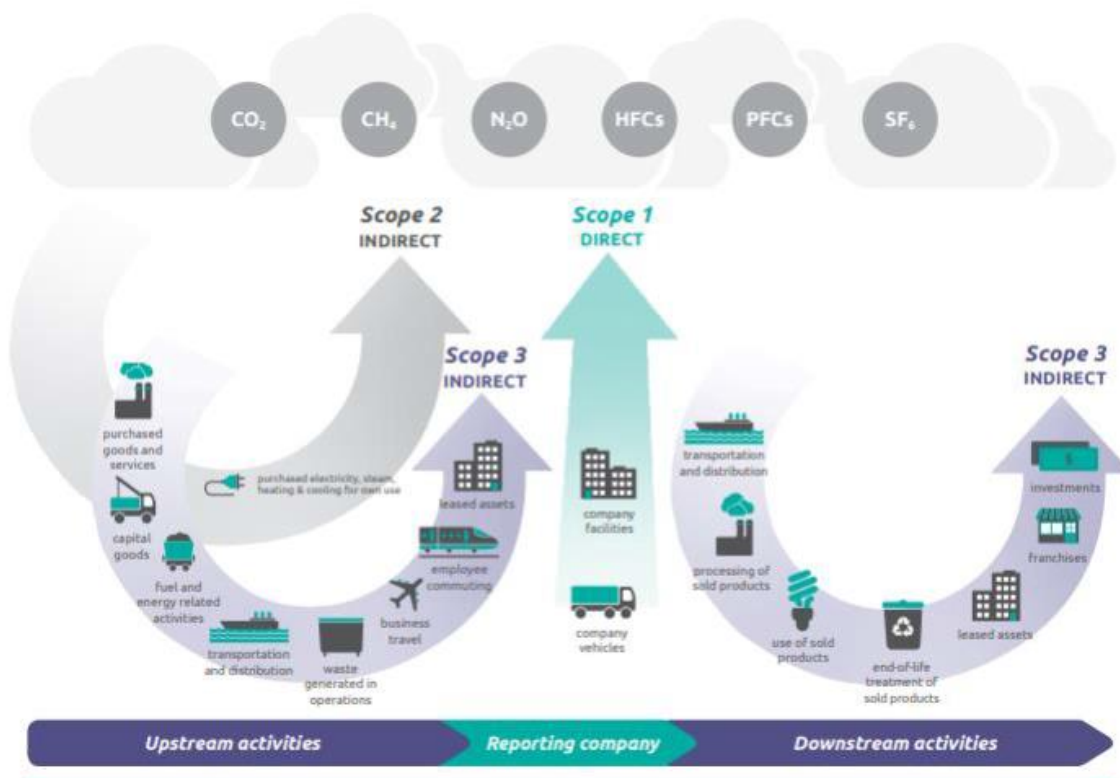 CO₂
CH₄
N₂O
HFCs
PFCs
SF₆
Scope 2
INDIRECT
Scope 1
DIRECT
Scope 3
INDIRECT
Scope 3
INDIRECT
purchased
goods and
services
capital
goods
fuel and
energy related
activities
transportation
and distribution
waste
generated in
operations
business
travel
employee
commuting
leased assets
purchased electricity, steam,
heating & cooling for own use
company
facilities
company
vehicles
transportation
and distribution
processing of
sold products
use of sold
products
end-of-life
treatment of
sold products
leased assets
franchises
investments
$
Upstream activities
Reporting company
Downstream activities